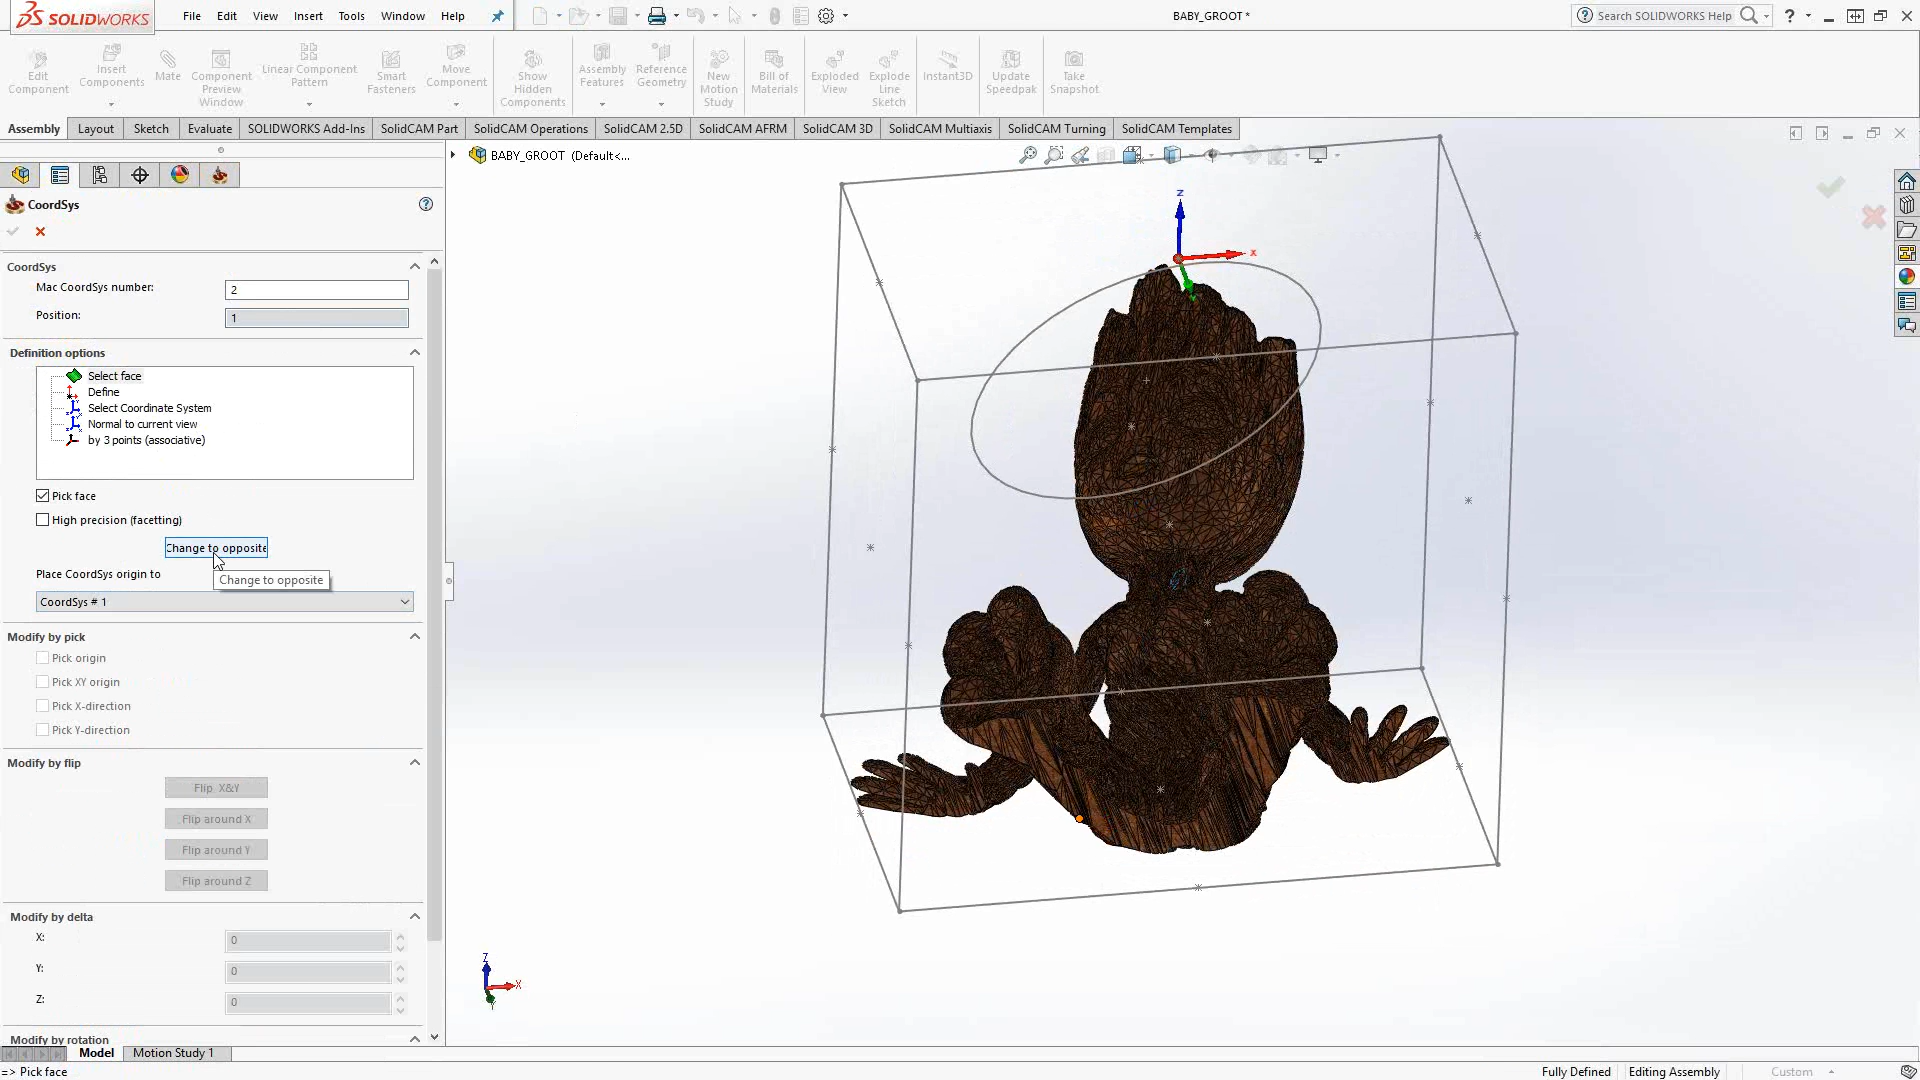 SOLIDWORKS File Edit View Insert Tools Window Help BABY_GROOT * Search SOLIDWORKS Help
Edit Component
Insert Components
Mate
Component Preview Window
Linear Component Pattern
Smart Fasteners
Move Component
Show Hidden Components
Assembly Features
Reference Geometry
New Motion Study
Bill of Materials
Exploded View
Explode Line Sketch
Instant3D
Update Speedpak
Take Snapshot
Assembly Layout Sketch Evaluate SOLIDWORKS Add-Ins SolidCAM Part SolidCAM Operations SolidCAM 2.5D SolidCAM AFRM SolidCAM 3D SolidCAM Multiaxis SolidCAM Turning SolidCAM Templates
BABY_GROOT (Default<...
CoordSys
CoordSys
Mac CoordSys number: 2
Position: 1
Definition options
Select face
Define
Select Coordinate System
Normal to current view
by 3 points (associative)
Pick face
High precision (facetting)
Change to opposite
Place CoordSys origin to
Change to opposite
CoordSys # 1
Modify by pick
Pick origin
Pick XY origin
Pick X-direction
Pick Y-direction
Modify by flip
Flip X&Y
Flip around X
Flip around Y
Flip around Z
Modify by delta
X: 0
Y: 0
Z: 0
Modify by rotation
Z
X
Y
Z
X
Y
Model Motion Study 1
=> Pick face Fully Defined Editing Assembly Custom